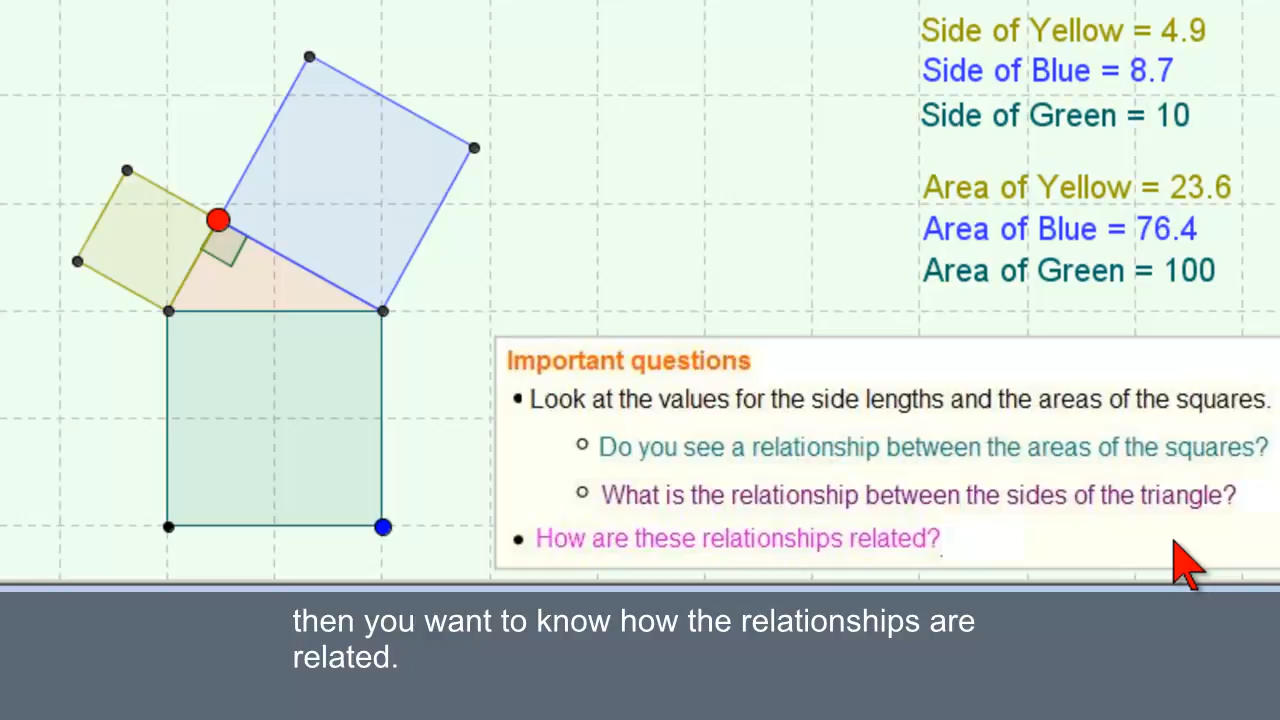 Side of Yellow = 4.9
Side of Blue = 8.7
Side of Green = 10
Area of Yellow = 23.6
Area of Blue = 76.4
Area of Green = 100
Important questions
• Look at the values for the side lengths and the areas of the squares.
○ Do you see a relationship between the areas of the squares?
○ What is the relationship between the sides of the triangle?
• How are these relationships related?
then you want to know how the relationships are
related.